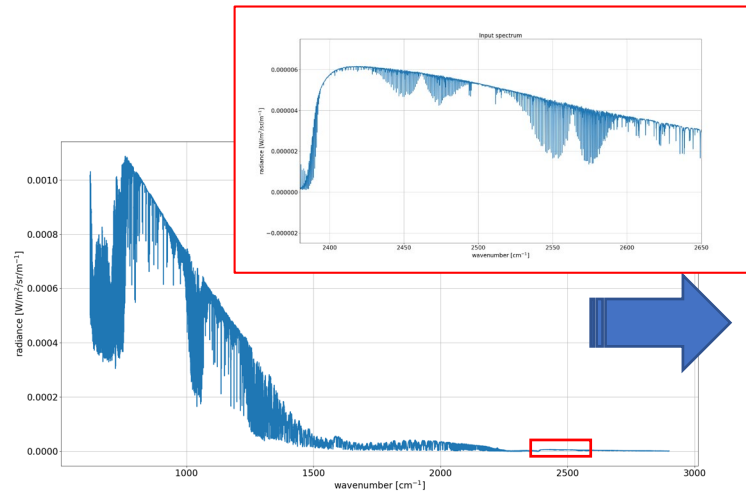 Input spectrum
radiance [W/m²/sr/m⁻¹]
0.000006
0.000004
0.000002
0.000000
−0.000002
2400 2450 2500 2550 2600 2650
wavenumber [cm⁻¹]
radiance [W/m²/sr/m⁻¹]
0.0010
0.0008
0.0006
0.0004
0.0002
0.0000
1000 1500 2000 2500 3000
wavenumber [cm⁻¹]